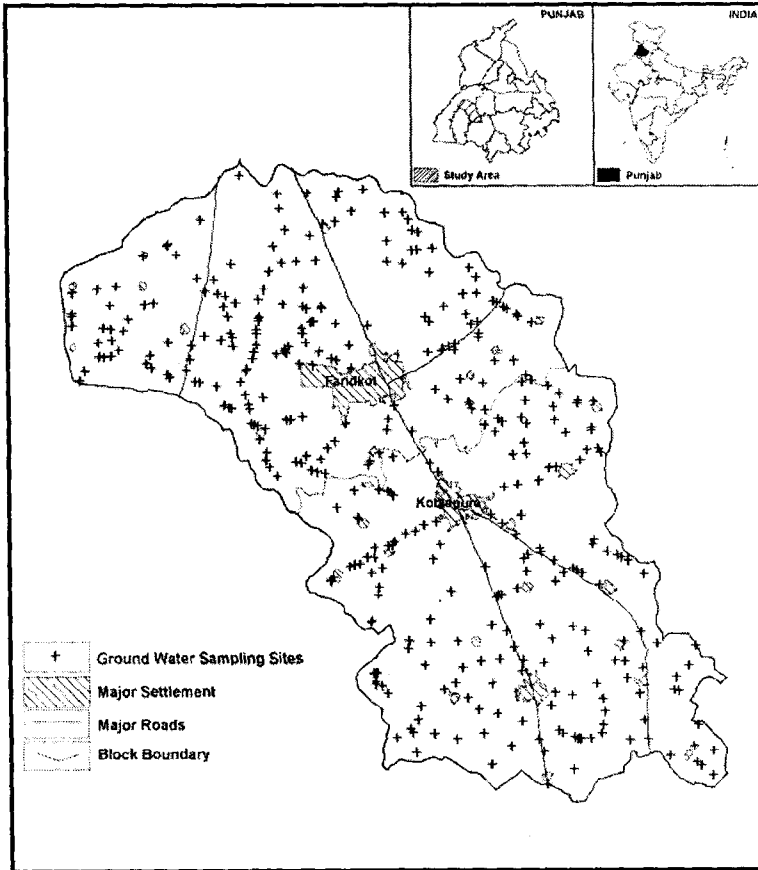 PUNJAB
INDIA
Study Area
Punjab
Faridkot
Kotkapura
Ground Water Sampling Sites
Major Settlement
Major Roads
Block Boundary